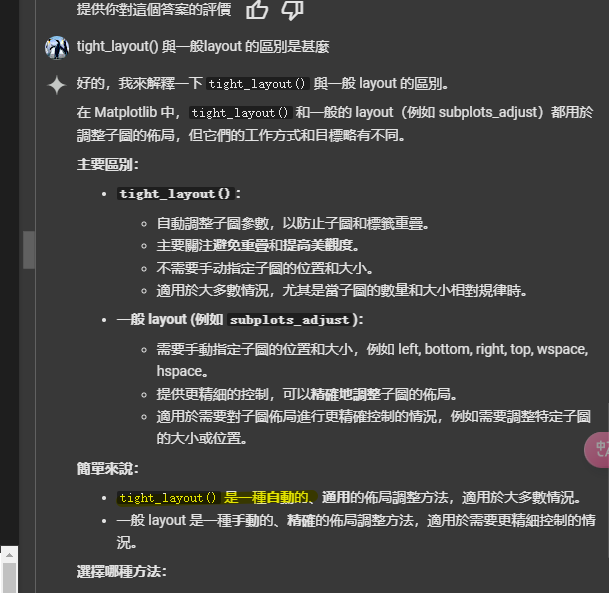 提供你對這個答案的評價
tight_layout() 與一般layout 的區別是甚麼
好的，我來解釋一下 tight_layout() 與一般 layout 的區別。
在 Matplotlib 中，tight_layout() 和一般的 layout（例如 subplots_adjust）都用於
調整子圖的佈局，但它們的工作方式和目標略有不同。
主要區別：
• tight_layout()：
◦ 自動調整子圖參數，以防止子圖和標籤重疊。
◦ 主要關注避免重疊和提高美觀度。
◦ 不需要手动指定子圖的位置和大小。
◦ 適用於大多數情況，尤其是當子圖的數量和大小相對規律時。
• 一般 layout (例如 subplots_adjust)：
◦ 需要手動指定子圖的位置和大小，例如 left, bottom, right, top, wspace,
hspace。
◦ 提供更精細的控制，可以精確地調整子圖的佈局。
◦ 適用於需要對子圖佈局進行更精確控制的情況，例如需要調整特定子圖
的大小或位置。
簡單來說：
• tight_layout() 是一種自動的、通用的佈局調整方法，適用於大多數情況。
• 一般 layout 是一種手動的、精確的佈局調整方法，適用於需要更精細控制的情
況。
選擇哪種方法：